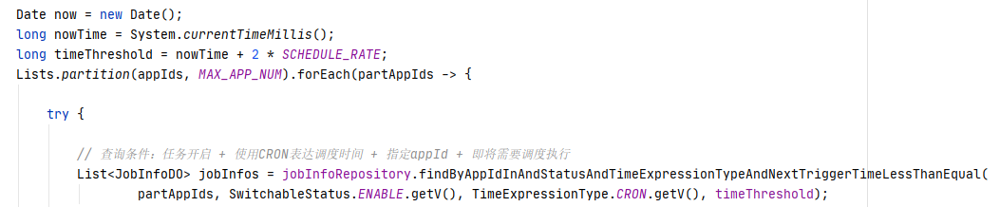 Date now = new Date();
long nowTime = System.currentTimeMillis();
long timeThreshold = nowTime + 2 * SCHEDULE_RATE;
Lists.partition(appIds, MAX_APP_NUM).forEach(partAppIds -> {
try {
// 查询条件：任务开启 + 使用CRON表达调度时间 + 指定appId + 即将需要调度执行
List<JobInfoDO> jobInfos = jobInfoRepository.findByAppIdInAndStatusAndTimeExpressionTypeAndNextTriggerTimeLessThanEqual(
partAppIds, SwitchableStatus.ENABLE.getV(), TimeExpressionType.CRON.getV(), timeThreshold);